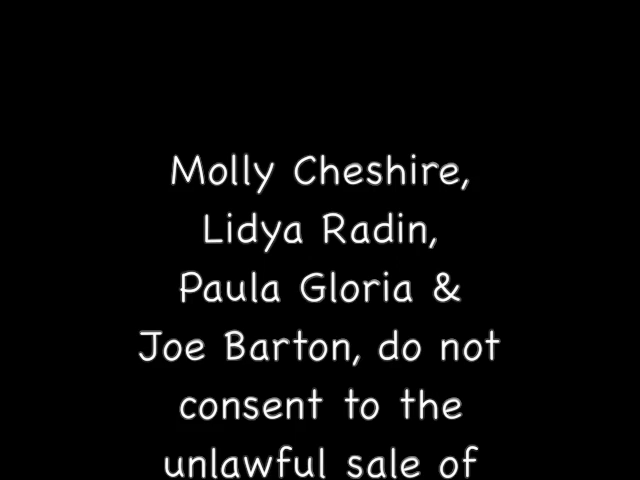 Molly Cheshire,
Lidya Radin,
Paula Gloria &
Joe Barton, do not
consent to the
unlawful sale of